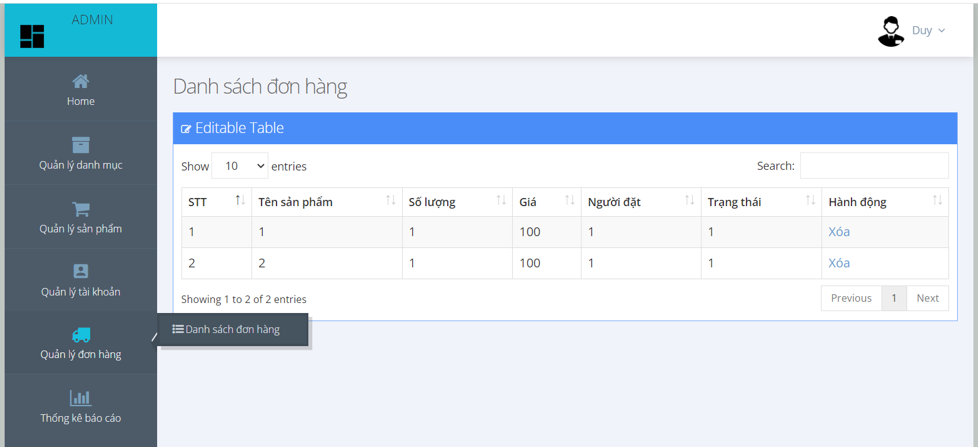 ADMIN
Duy
Home
Quản lý danh mục
Quản lý sản phẩm
Quản lý tài khoản
Quản lý đơn hàng
Thống kê báo cáo
Danh sách đơn hàng
Danh sách đơn hàng
Editable Table
Show 10 entries Search:
STT Tên sản phẩm Số lượng Giá Người đặt Trạng thái Hành động
1 1 1 100 1 1 Xóa
2 2 1 100 1 1 Xóa
Showing 1 to 2 of 2 entries Previous 1 Next